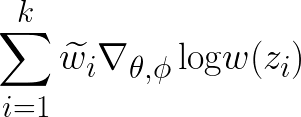 \sum_{i=1}^{k} \widetilde{w}_i \nabla_{\theta,\phi} \log w(z_i)